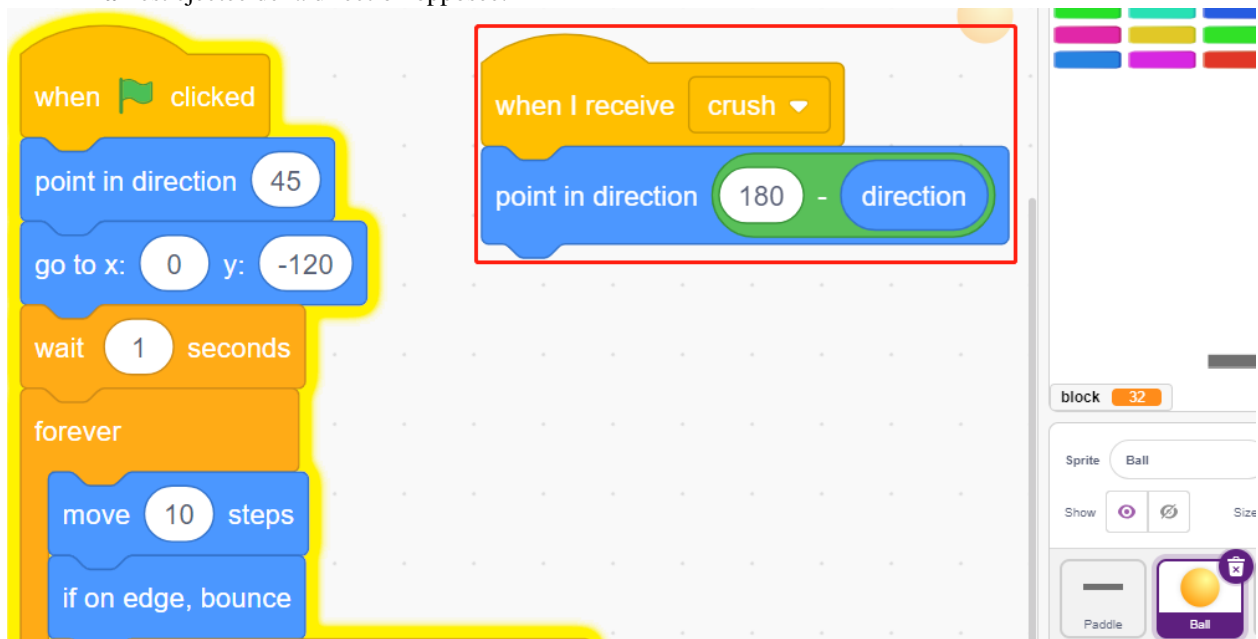 when clicked
point in direction 45
go to x: 0 y: -120
wait 1 seconds
forever
move 10 steps
if on edge, bounce
when I receive crush
point in direction 180 - direction
block 32
Sprite Ball
Show Size
Paddle Ball